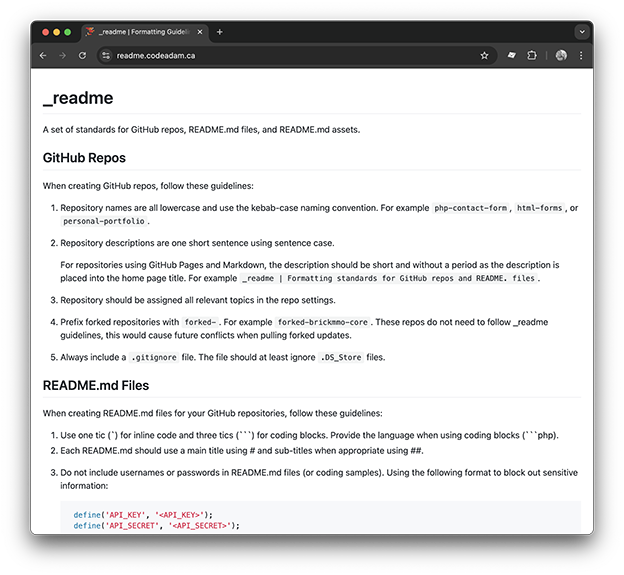 _readme | Formatting Guideli
readme.codeadam.ca
_readme
A set of standards for GitHub repos, README.md files, and README.md assets.
GitHub Repos
When creating GitHub repos, follow these guidelines:
1. Repository names are all lowercase and use the kebab-case naming convention. For example php-contact-form, html-forms, or
personal-portfolio.
2. Repository descriptions are one short sentence using sentence case.
For repositories using GitHub Pages and Markdown, the description should be short and without a period as the description is
placed into the home page title. For example _readme | Formatting standards for GitHub repos and README. files.
3. Repository should be assigned all relevant topics in the repo settings.
4. Prefix forked repositories with forked-. For example forked-brickmmo-core. These repos do not need to follow _readme
guidelines, this would cause future conflicts when pulling forked updates.
5. Always include a .gitignore file. The file should at least ignore .DS_Store files.
README.md Files
When creating README.md files for your GitHub repositories, follow these guidelines:
1. Use one tic (`) for inline code and three tics (```) for coding blocks. Provide the language when using coding blocks (```php).
2. Each README.md should use a main title using # and sub-titles when appropriate using ##.
3. Do not include usernames or passwords in README.md files (or coding samples). Using the following format to block out sensitive
information:
define('API_KEY', '<API_KEY>');
define('API_SECRET', '<API_SECRET>');